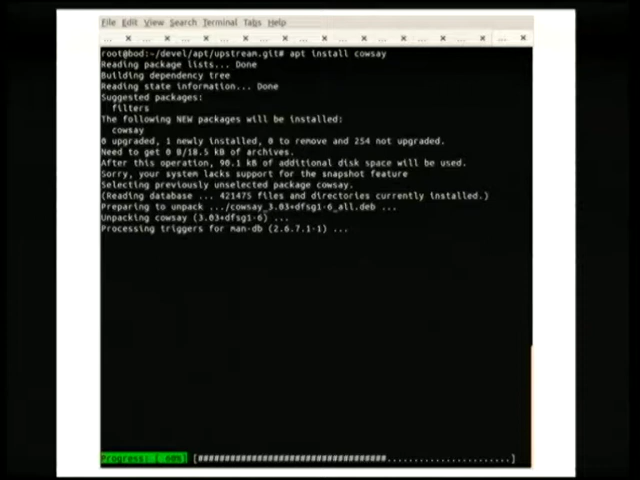 File Edit View Search Terminal Tabs Help
... × ... × ... × ... × ... × ... × ... × ... × ... × ... × ... ×
root@bod:~/devel/apt/upstream.git# apt install cowsay
Reading package lists... Done
Building dependency tree
Reading state information... Done
Suggested packages:
filters
The following NEW packages will be installed:
cowsay
0 upgraded, 1 newly installed, 0 to remove and 254 not upgraded.
Need to get 0 B/18.5 kB of archives.
After this operation, 90.1 kB of additional disk space will be used.
Sorry, your system lacks support for the snapshot feature
Selecting previously unselected package cowsay.
(Reading database ... 421475 files and directories currently installed.)
Preparing to unpack .../cowsay_3.03+dfsg1-6_all.deb ...
Unpacking cowsay (3.03+dfsg1-6) ...
Processing triggers for man-db (2.6.7.1-1) ...
Progress: [ 60%] [######################################.........................]